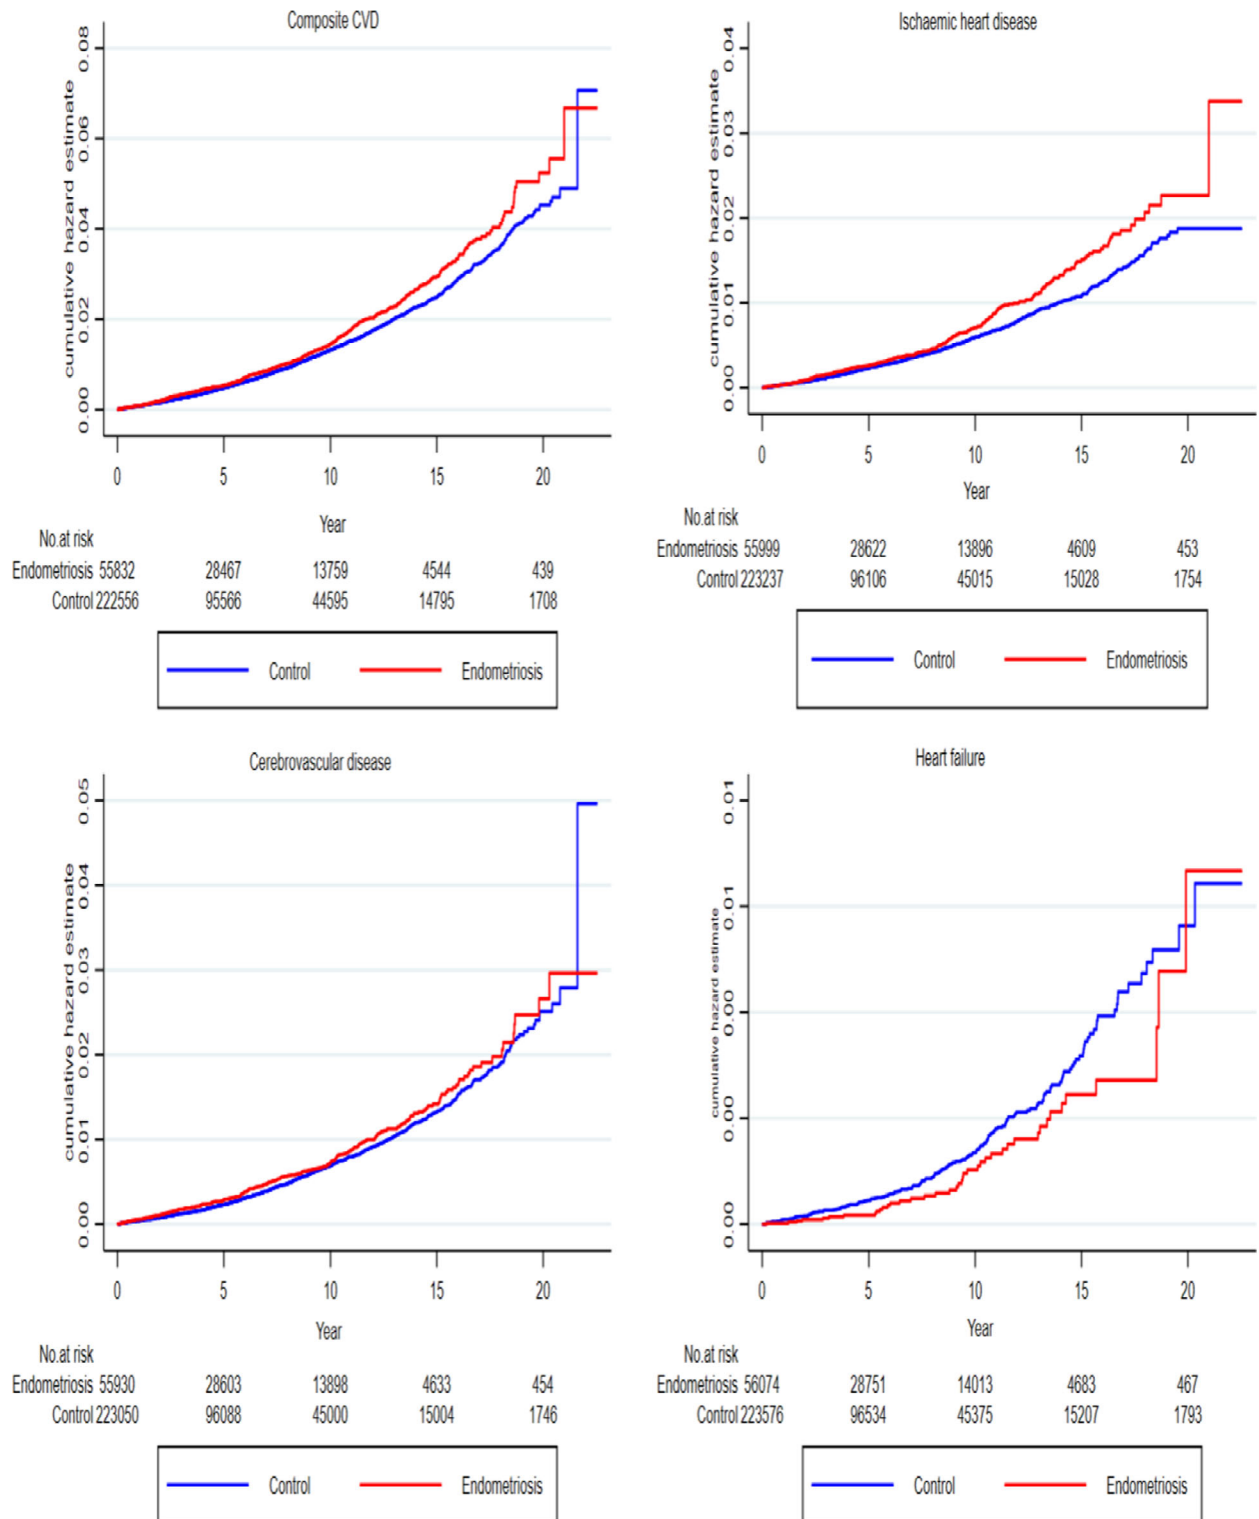 Composite CVD
cumulative hazard estimate
0.08
0.06
0.04
0.02
0.00
0 5 10 15 20
Year
No.at risk
Endometriosis 55832 28467 13759 4544 439
Control 222556 95566 44595 14795 1708
Control Endometriosis
Ischaemic heart disease
cumulative hazard estimate
0.04
0.03
0.02
0.01
0.00
0 5 10 15 20
Year
No.at risk
Endometriosis 55999 28622 13896 4609 453
Control 223237 96106 45015 15028 1754
Control Endometriosis
Cerebrovascular disease
cumulative hazard estimate
0.05
0.04
0.03
0.02
0.01
0.00
0 5 10 15 20
Year
No.at risk
Endometriosis 55930 28603 13898 4633 454
Control 223050 96088 45000 15004 1746
Control Endometriosis
Heart failure
cumulative hazard estimate
0.01
0.01
0.00
0.00
0.00
0 5 10 15 20
Year
No.at risk
Endometriosis 56074 28751 14013 4683 467
Control 223576 96534 45375 15207 1793
Control Endometriosis